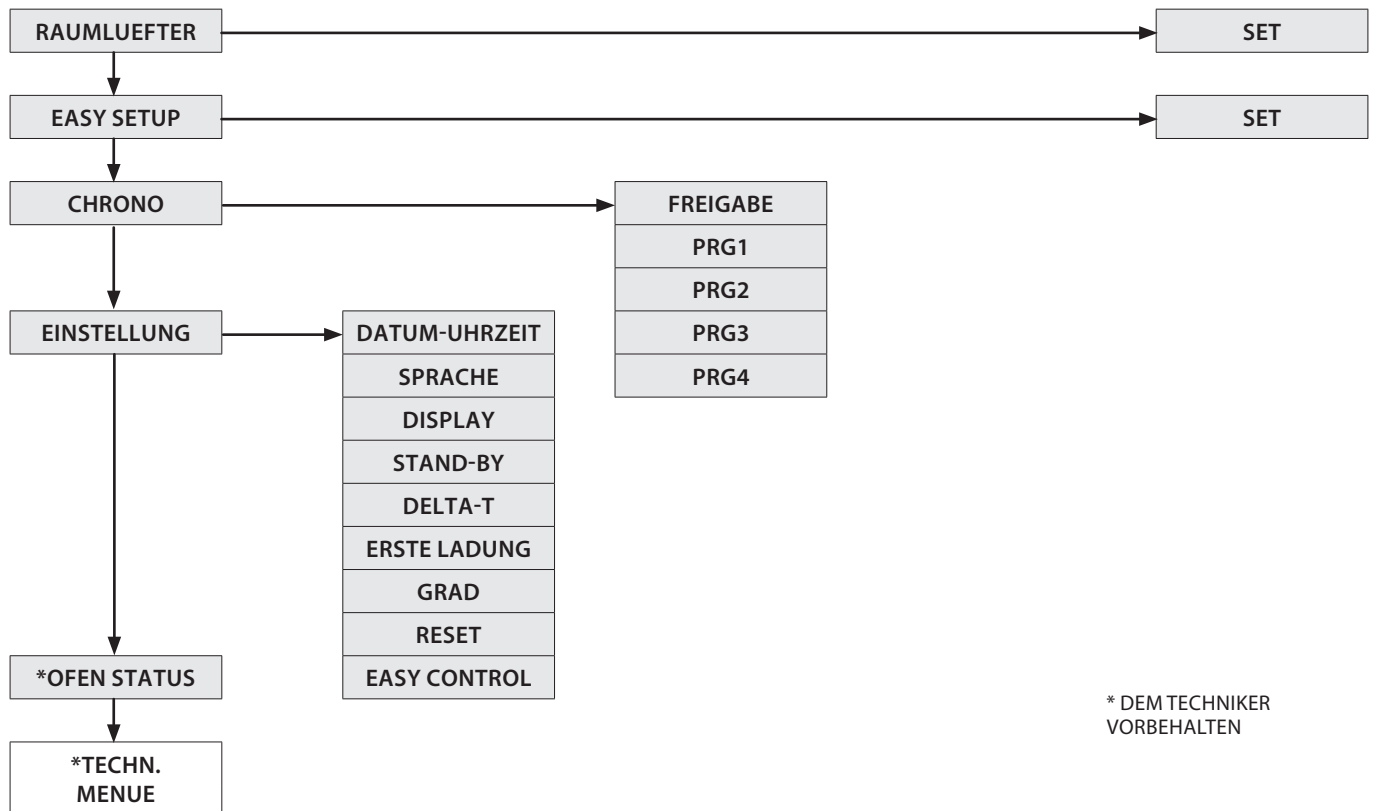 RAUMLUEFTER
SET
EASY SETUP
SET
CHRONO
FREIGABE
PRG1
PRG2
PRG3
PRG4
EINSTELLUNG
DATUM-UHRZEIT
SPRACHE
DISPLAY
STAND-BY
DELTA-T
ERSTE LADUNG
GRAD
RESET
EASY CONTROL
*OFEN STATUS
*TECHN.
MENUE
* DEM TECHNIKER
VORBEHALTEN